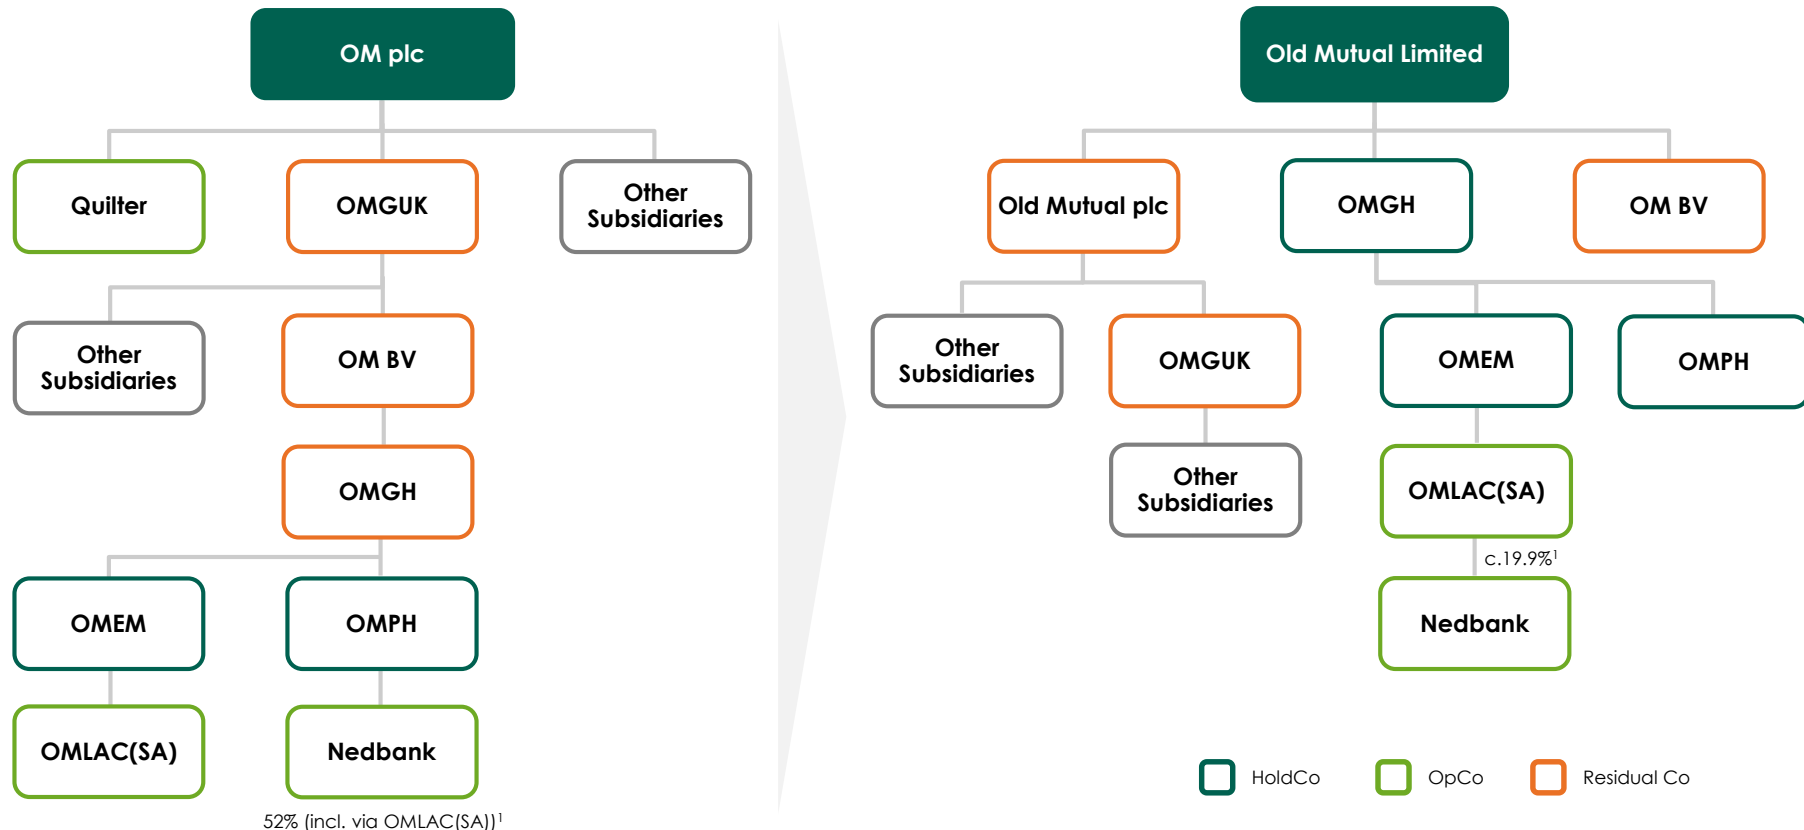 OM plc
Quilter
OMGUK
Other
Subsidiaries
Other
Subsidiaries
OM BV
OMGH
OMEM
OMPH
OMLAC(SA)
Nedbank
52% (incl. via OMLAC(SA))¹
Old Mutual Limited
Old Mutual plc
OMGH
OM BV
Other
Subsidiaries
OMGUK
OMEM
OMPH
Other
Subsidiaries
OMLAC(SA)
c.19.9%¹
Nedbank
HoldCo
OpCo
Residual Co